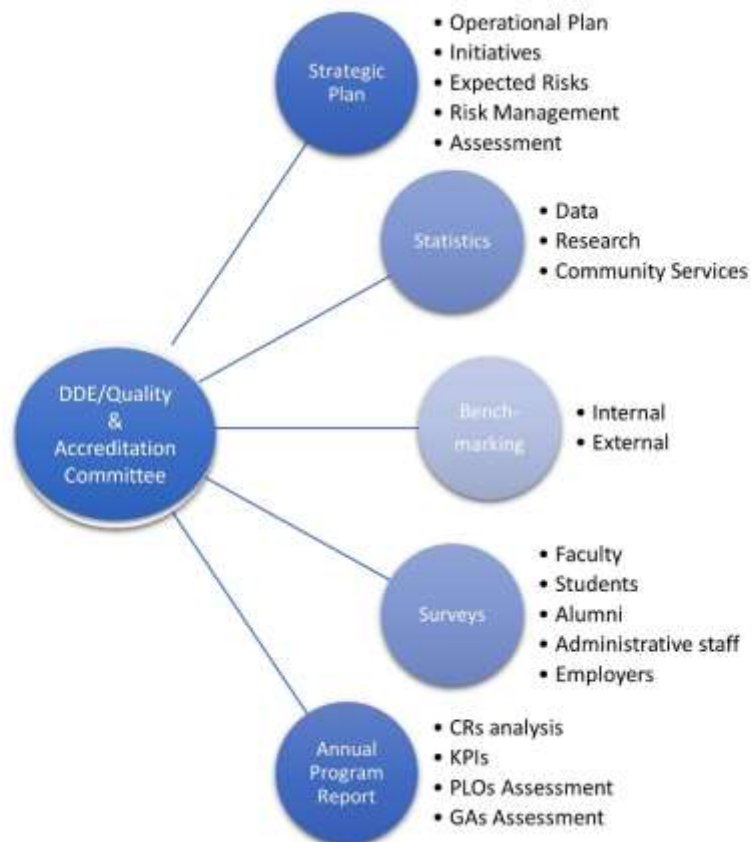 Strategic
Plan
• Operational Plan
• Initiatives
• Expected Risks
• Risk Management
• Assessment
Statistics
• Data
• Research
• Community Services
DDE/Quality
&
Accreditation
Committee
Bench-
marking
• Internal
• External
Surveys
• Faculty
• Students
• Alumni
• Administrative staff
• Employers
Annual
Program
Report
• CRs analysis
• KPIs
• PLOs Assessment
• GAs Assessment